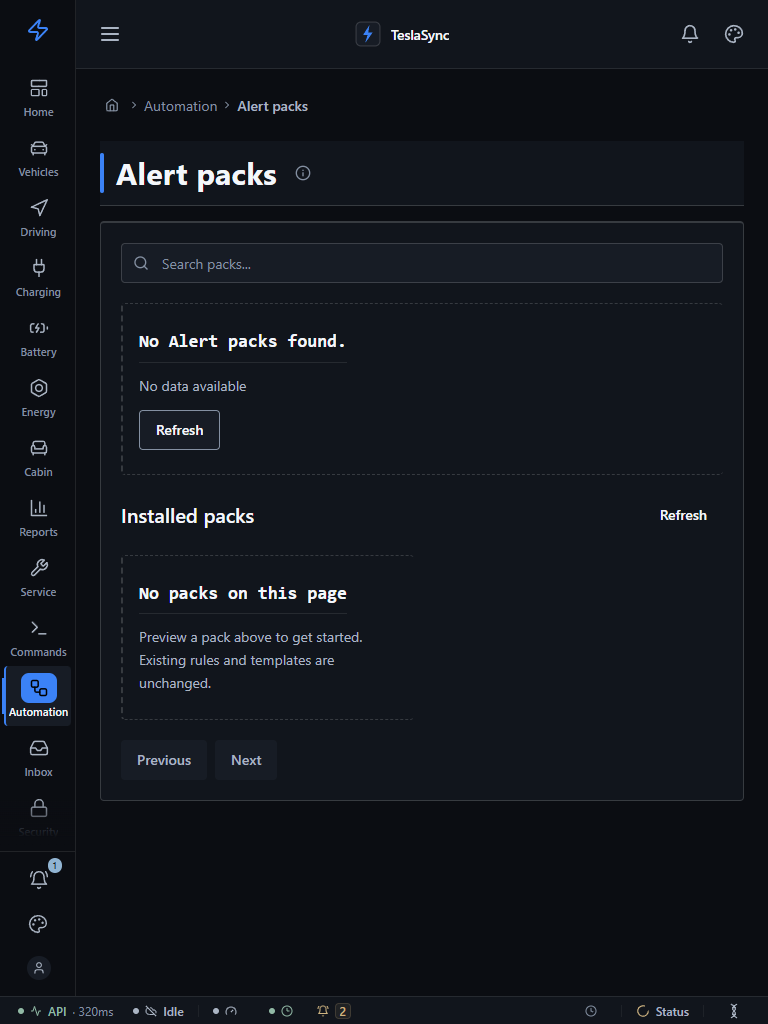 TeslaSync
Home
Vehicles
Driving
Charging
Battery
Energy
Cabin
Reports
Service
Commands
Automation
Inbox
Security
1
Automation
Alert packs
Alert packs
Search packs...
No Alert packs found.
No data available
Refresh
Installed packs
Refresh
No packs on this page
Preview a pack above to get started.
Existing rules and templates are
unchanged.
Previous
Next
API · 320ms
Idle
2
Status